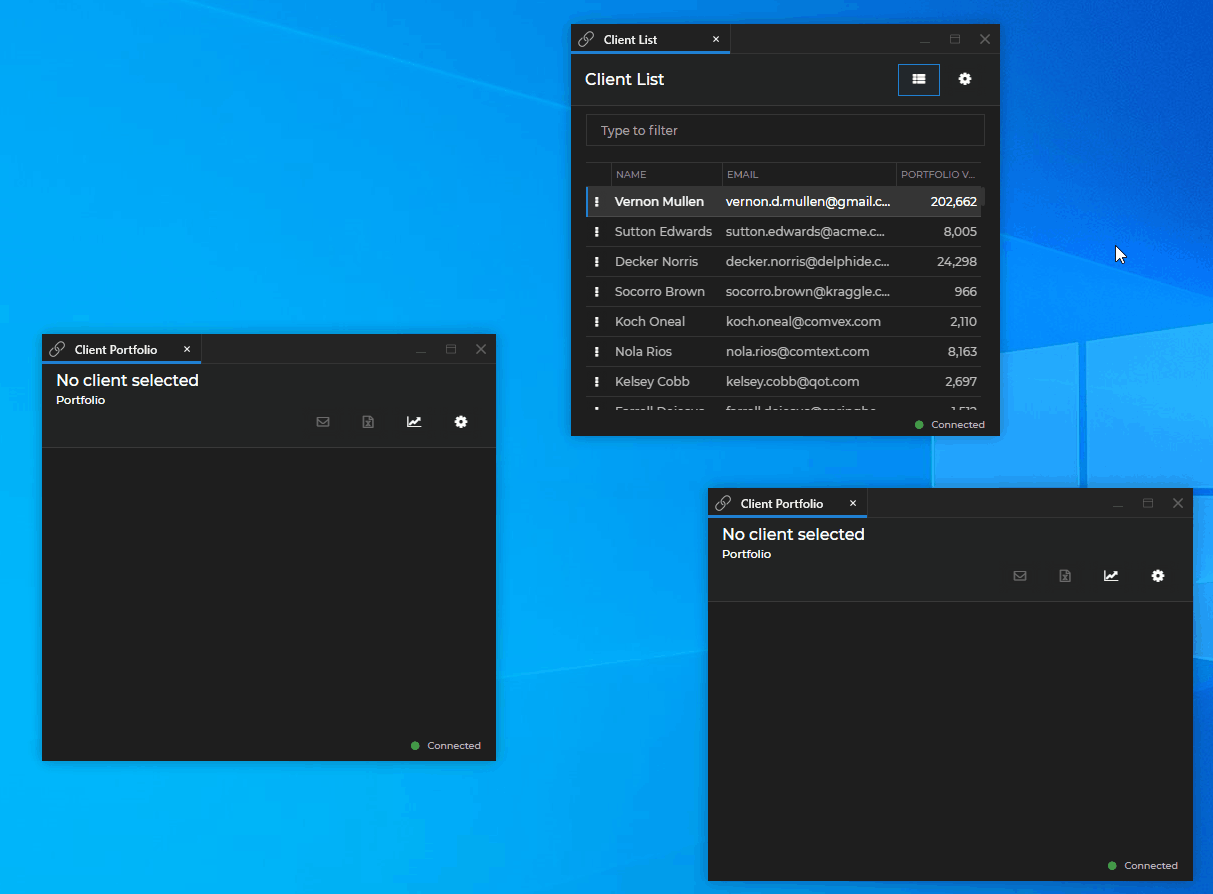 Client List
Client List
Type to filter
NAME EMAIL PORTFOLIO V...
Vernon Mullen vernon.d.mullen@gmail.c... 202,662
Sutton Edwards sutton.edwards@acme.c... 8,005
Decker Norris decker.norris@delphide.c... 24,298
Socorro Brown socorro.brown@kraggle.c... 966
Koch Oneal koch.oneal@comvex.com 2,110
Nola Rios nola.rios@comtext.com 8,163
Kelsey Cobb kelsey.cobb@qot.com 2,697
Connected
Client Portfolio
No client selected
Portfolio
Connected
Client Portfolio
No client selected
Portfolio
Connected